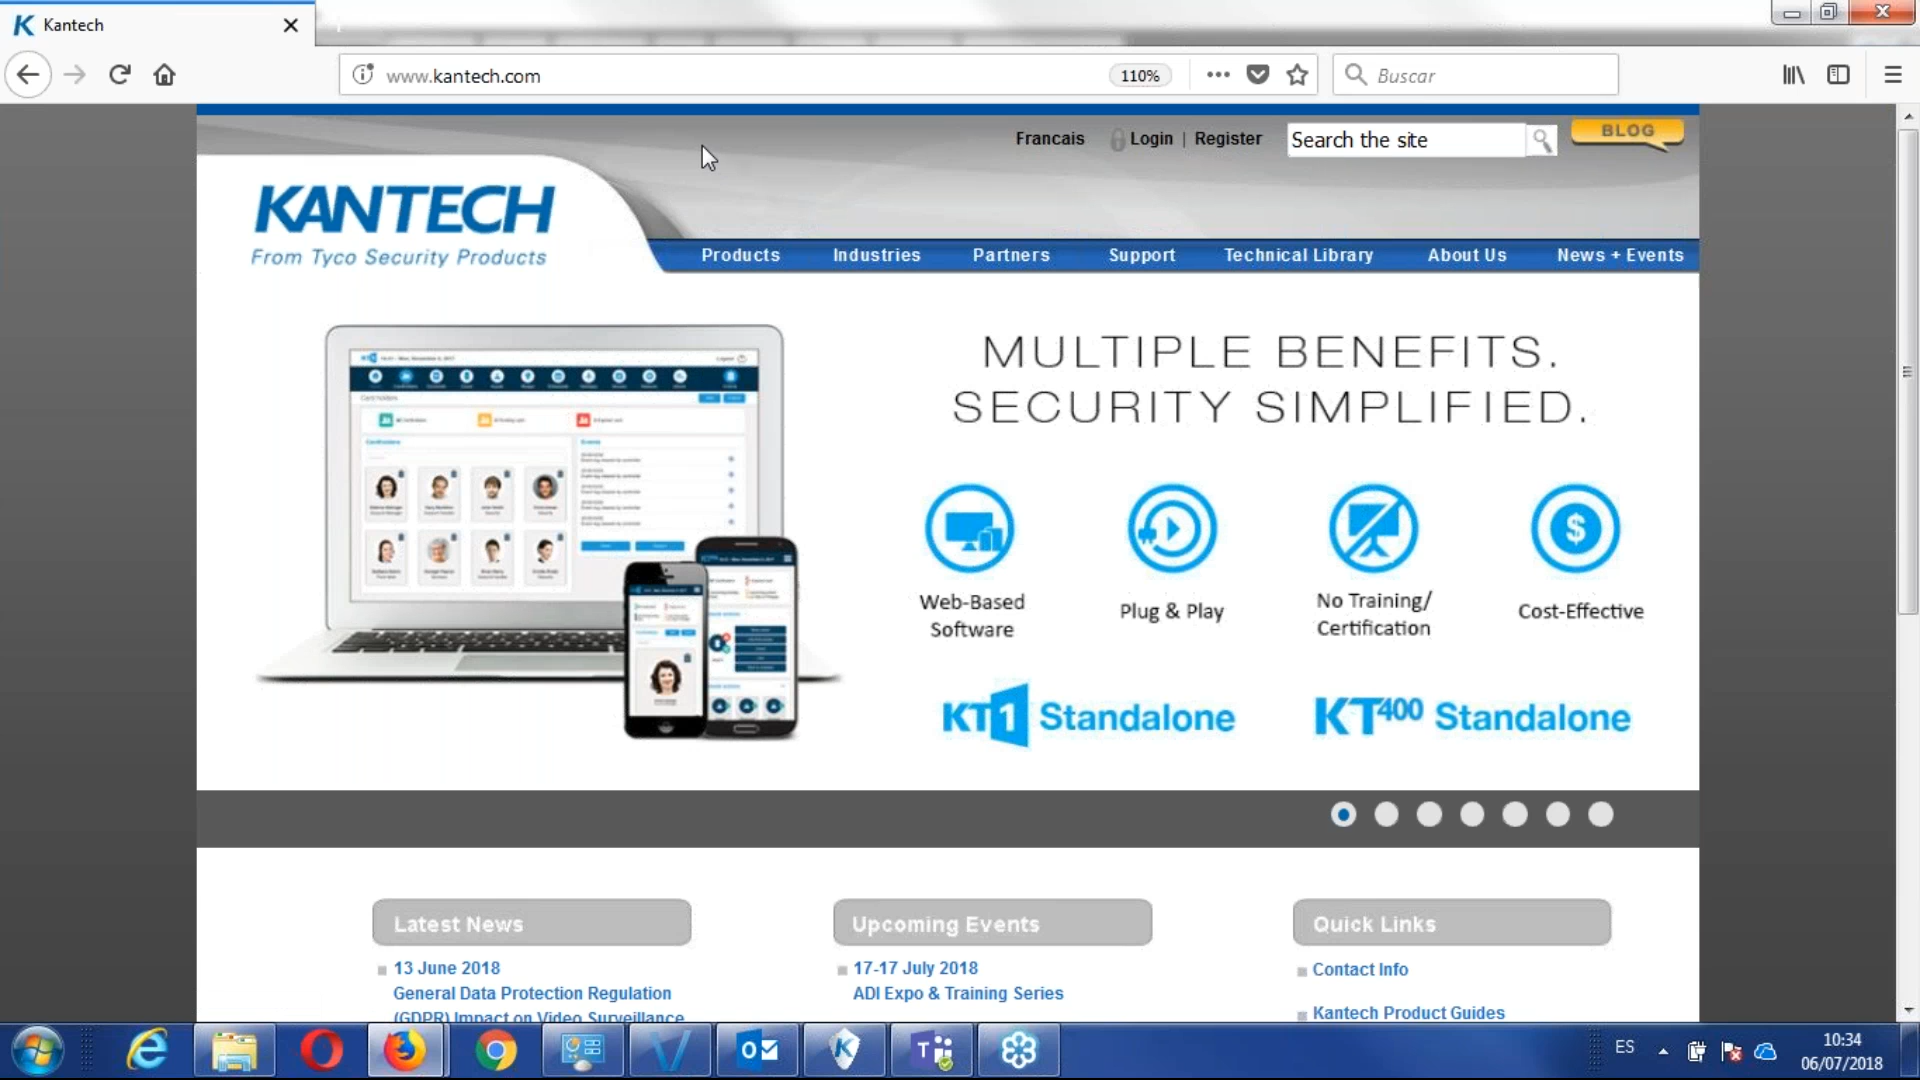 Kantech
www.kantech.com
110%
Buscar
Francais
Login | Register
Search the site
BLOG
KANTECH
From Tyco Security Products
Products
Industries
Partners
Support
Technical Library
About Us
News + Events
MULTIPLE BENEFITS.
SECURITY SIMPLIFIED.
Web-Based
Software
Plug & Play
No Training/
Certification
Cost-Effective
KT1 Standalone
KT400 Standalone
Latest News
13 June 2018
General Data Protection Regulation
(GDPR) Impact on Video Surveillance
Upcoming Events
17-17 July 2018
ADI Expo & Training Series
Quick Links
Contact Info
Kantech Product Guides
ES
10:34
06/07/2018